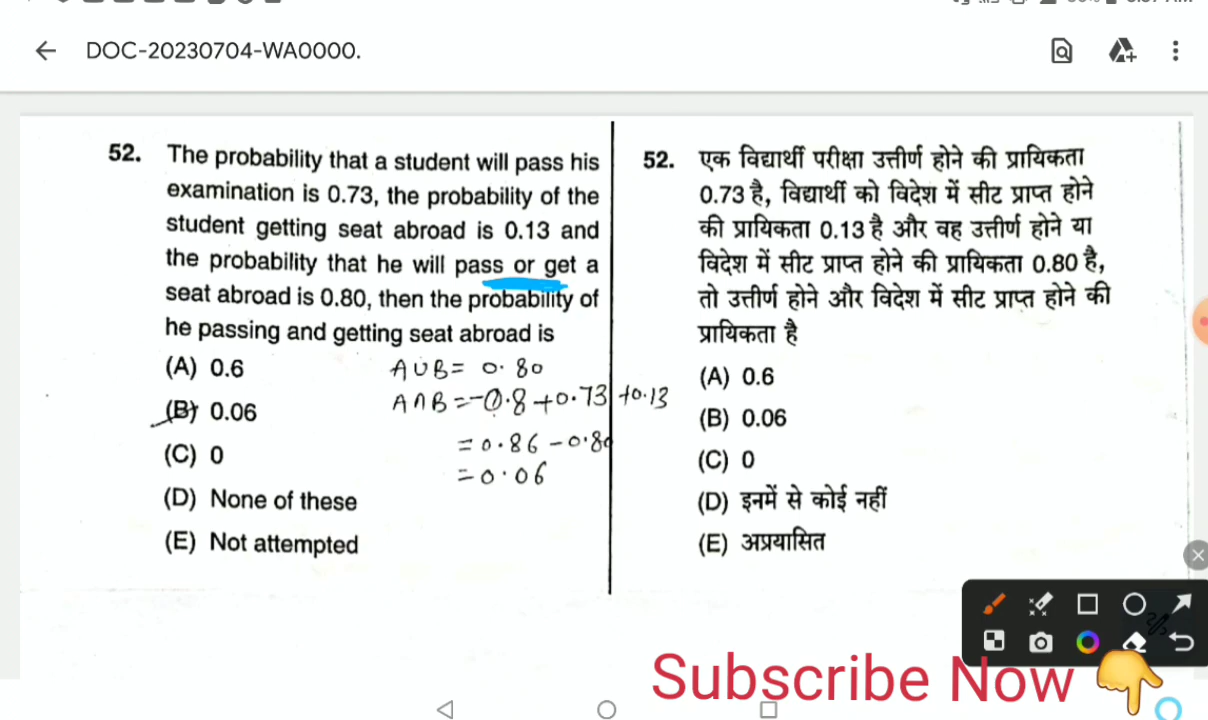 DOC-20230704-WA0000.
52. The probability that a student will pass his
examination is 0.73, the probability of the
student getting seat abroad is 0.13 and
the probability that he will pass or get a
seat abroad is 0.80, then the probability of
he passing and getting seat abroad is
(A) 0.6
(B) 0.06
(C) 0
(D) None of these
(E) Not attempted
A∪B= 0.80
A∩B=-0.8+0.73+0.13
=0.86-0.80
=0.06
52. एक विद्यार्थी परीक्षा उत्तीर्ण होने की प्रायिकता
0.73 है, विद्यार्थी को विदेश में सीट प्राप्त होने
की प्रायिकता 0.13 है और वह उत्तीर्ण होने या
विदेश में सीट प्राप्त होने की प्रायिकता 0.80 है,
तो उत्तीर्ण होने और विदेश में सीट प्राप्त होने की
प्रायिकता है
(A) 0.6
(B) 0.06
(C) 0
(D) इनमें से कोई नहीं
(E) अप्रयासित
Subscribe Now